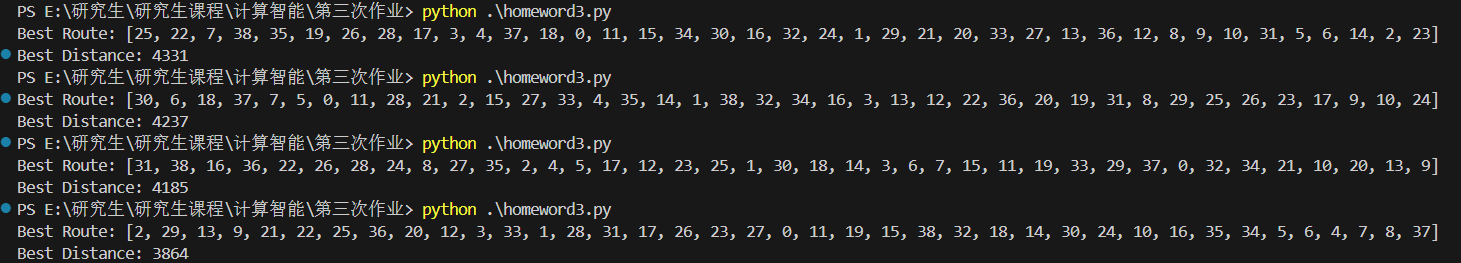 PS E:\研究生\研究生课程\计算智能\第三次作业> python .\homeword3.py
Best Route: [25, 22, 7, 38, 35, 19, 26, 28, 17, 3, 4, 37, 18, 0, 11, 15, 34, 30, 16, 32, 24, 1, 29, 21, 20, 33, 27, 13, 36, 12, 8, 9, 10, 31, 5, 6, 14, 2, 23]
Best Distance: 4331
PS E:\研究生\研究生课程\计算智能\第三次作业> python .\homeword3.py
Best Route: [30, 6, 18, 37, 7, 5, 0, 11, 28, 21, 2, 15, 27, 33, 4, 35, 14, 1, 38, 32, 34, 16, 3, 13, 12, 22, 36, 20, 19, 31, 8, 29, 25, 26, 23, 17, 9, 10, 24]
Best Distance: 4237
PS E:\研究生\研究生课程\计算智能\第三次作业> python .\homeword3.py
Best Route: [31, 38, 16, 36, 22, 26, 28, 24, 8, 27, 35, 2, 4, 5, 17, 12, 23, 25, 1, 30, 18, 14, 3, 6, 7, 15, 11, 19, 33, 29, 37, 0, 32, 34, 21, 10, 20, 13, 9]
Best Distance: 4185
PS E:\研究生\研究生课程\计算智能\第三次作业> python .\homeword3.py
Best Route: [2, 29, 13, 9, 21, 22, 25, 36, 20, 12, 3, 33, 1, 28, 31, 17, 26, 23, 27, 0, 11, 19, 15, 38, 32, 18, 14, 30, 24, 10, 16, 35, 34, 5, 6, 4, 7, 8, 37]
Best Distance: 3864